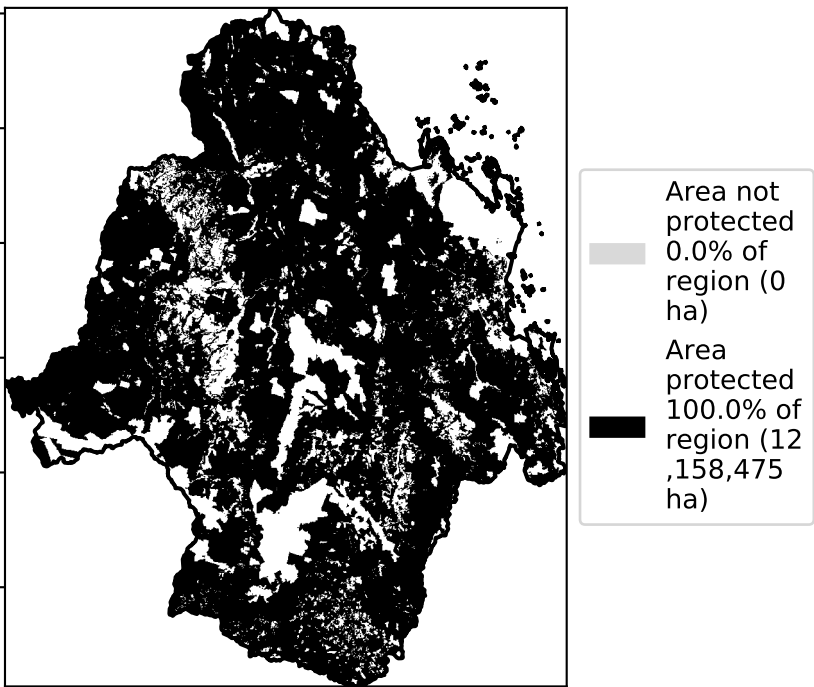 Area not
protected
0.0% of
region (0
ha)
Area
protected
100.0% of
region (12
,158,475
ha)